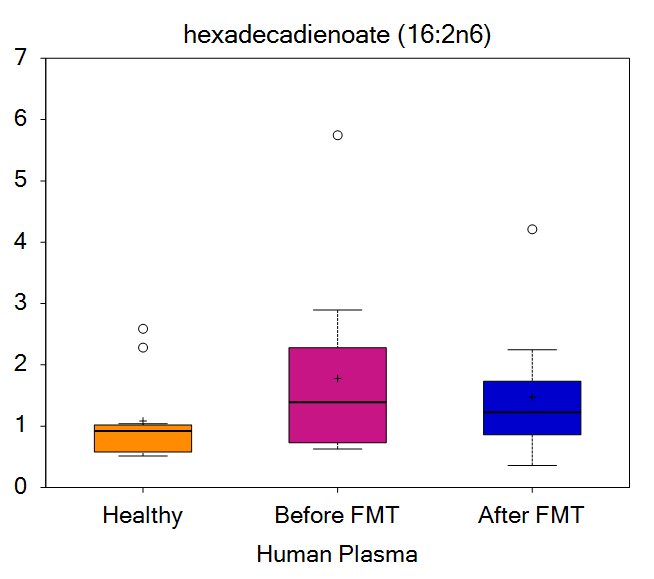 hexadecadienoate (16:2n6)
7
6
5
4
3
2
1
0
Healthy Before FMT After FMT
Human Plasma